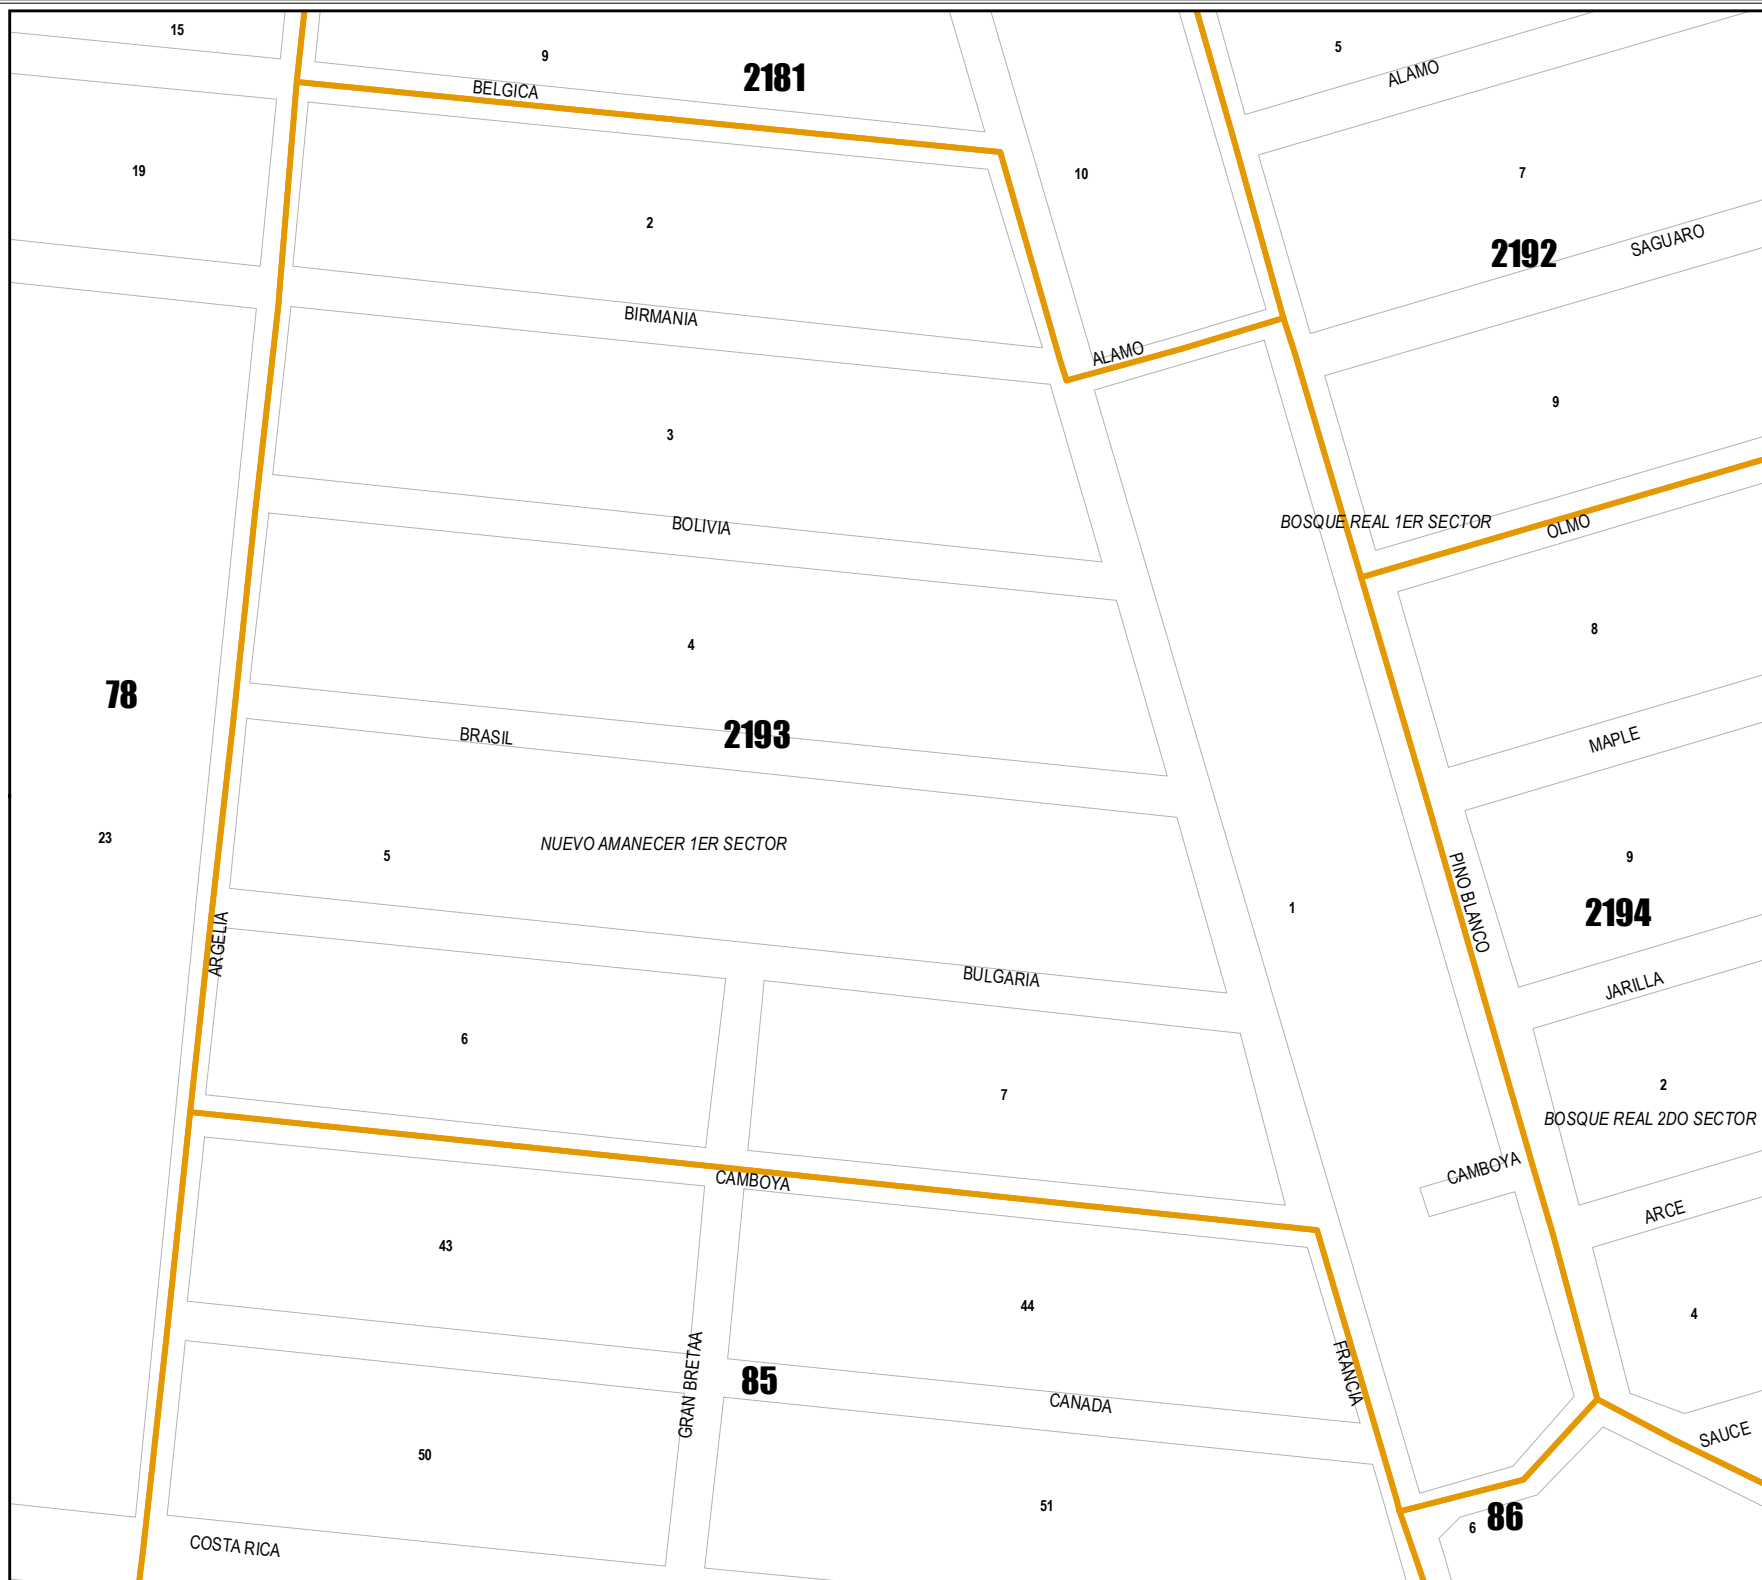 15
9
2181
5
ALAMO
BELGICA
19
10
7
2
2192
SAGUARO
BIRMANIA
ALAMO
9
3
BOSQUE REAL 1ER SECTOR
OLMO
BOLIVIA
8
4
78
2193
BRASIL
MAPLE
23
NUEVO AMANECER 1ER SECTOR
5
9
PINO BLANCO
1
2194
ARGELIA
BULGARIA
JARILLA
6
7
2
BOSQUE REAL 2DO SECTOR
CAMBOYA
CAMBOYA
ARCE
43
44
4
FRANCIA
GRAN BRETAA
85
CANADA
SAUCE
50
51
86
6
COSTA RICA